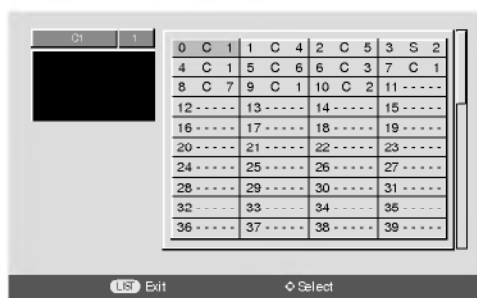 C1 1
0 C 1 1 C 4 2 C 5 3 S 2
4 C 1 5 C 6 6 C 3 7 C 1
8 C 7 9 C 1 10 C 2 11 -----
12 ----- 13 ----- 14 ----- 15 -----
16 ----- 17 ----- 18 ----- 19 -----
20 ----- 21 ----- 22 ----- 23 -----
24 ----- 25 ----- 26 ----- 27 -----
28 ----- 29 ----- 30 ----- 31 -----
32 ----- 33 ----- 34 ----- 35 -----
36 ----- 37 ----- 38 ----- 39 -----
LIST Exit Select